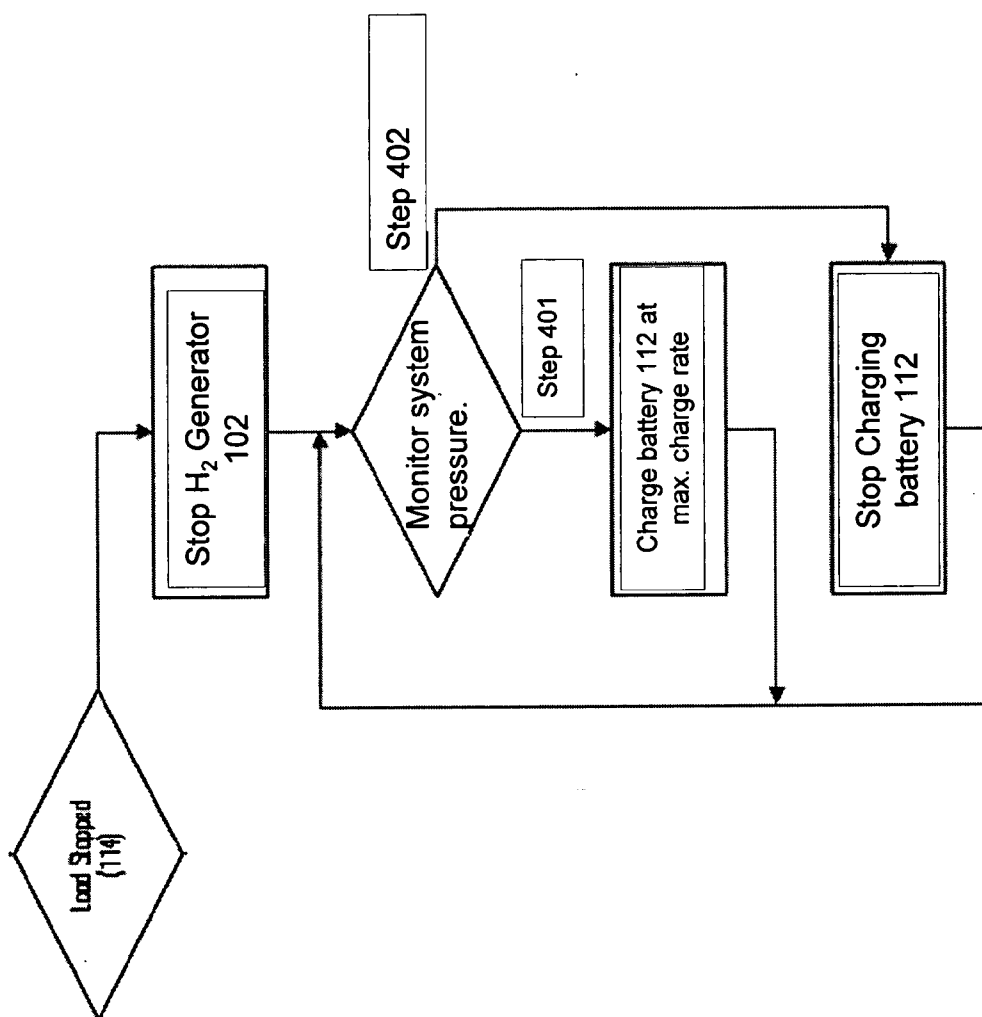 Load Stopped
(114)
Stop H₂ Generator
102
Monitor system
pressure.
Step 402
Step 401
Charge battery 112 at
max. charge rate
Stop Charging
battery 112